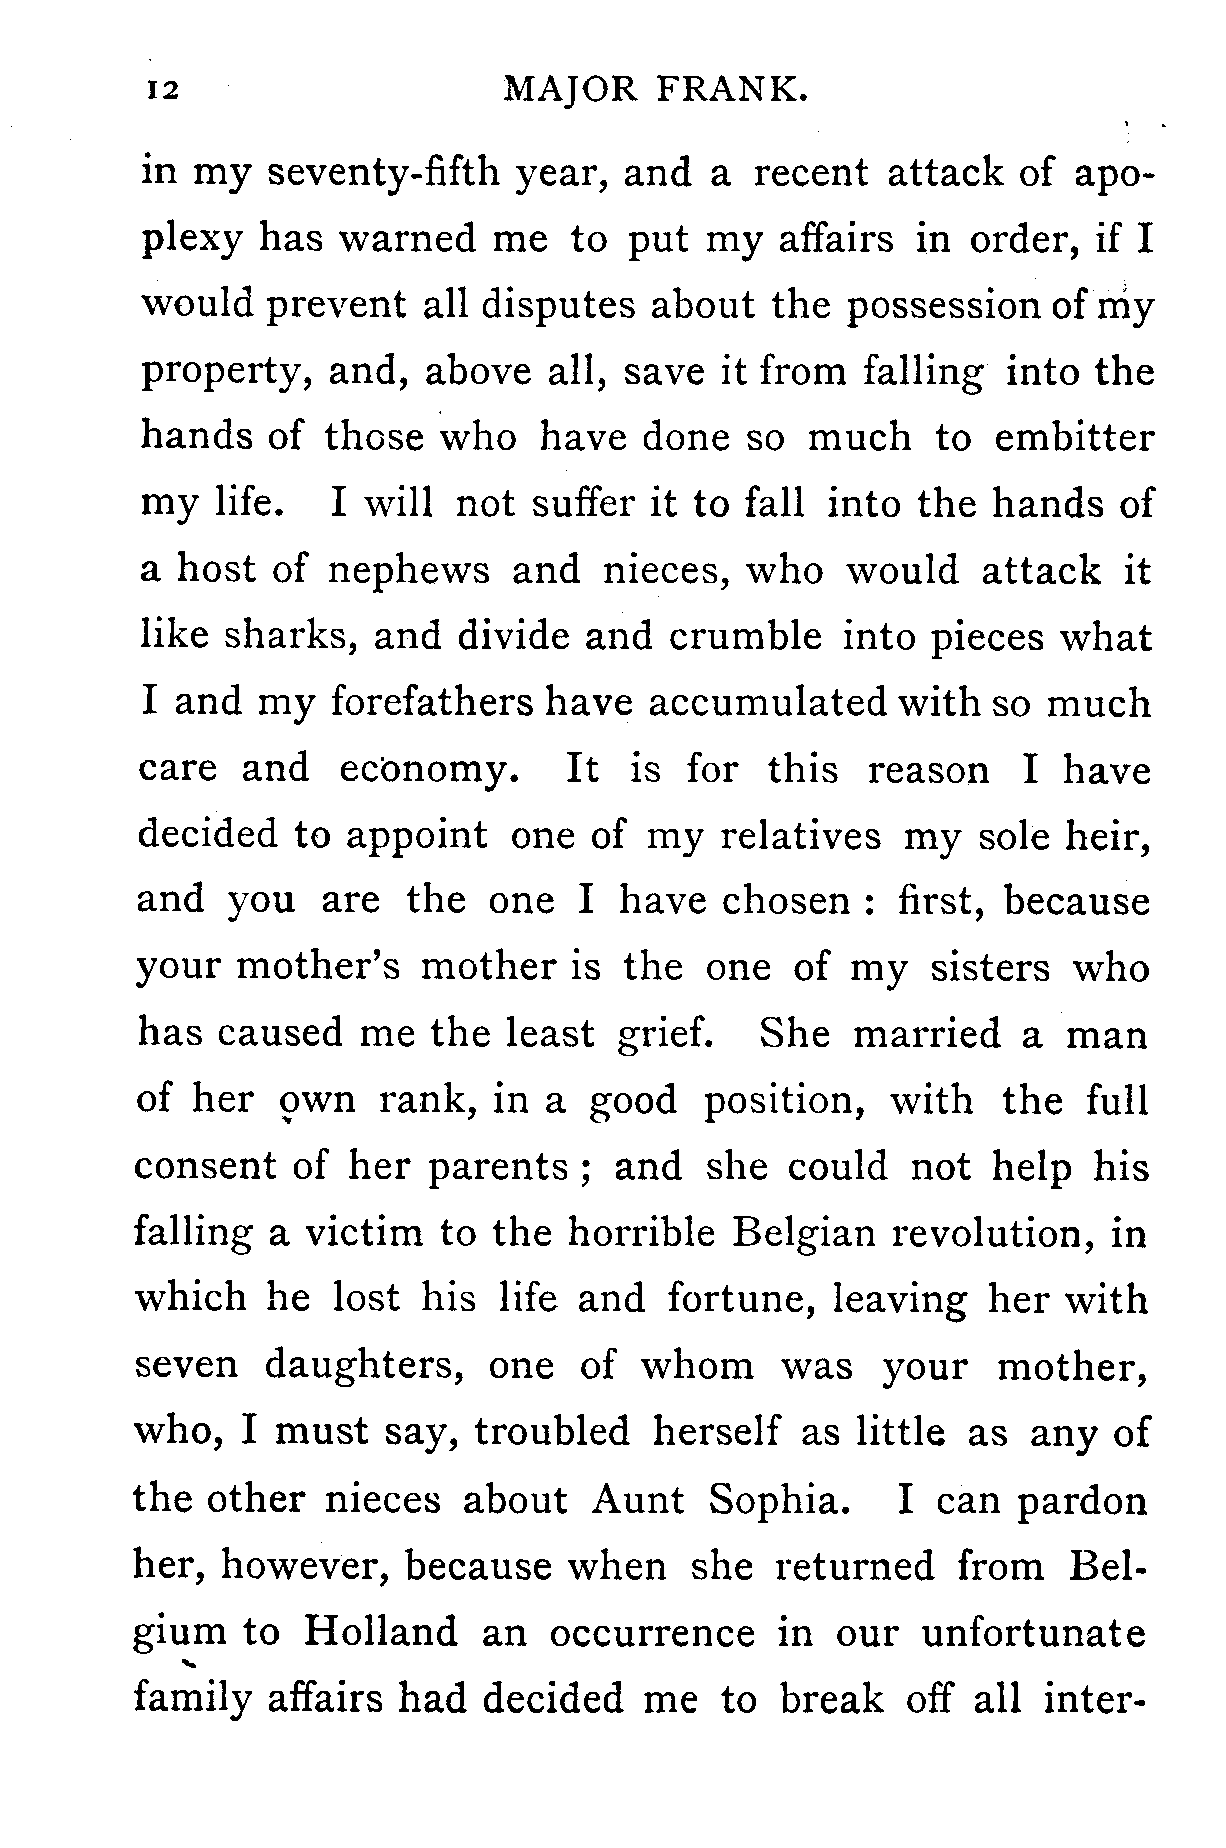 12 MAJOR FRANK.
in my seventy-fifth year, and a recent attack of apo-
plexy has warned me to put my affairs in order, if I
would prevent all disputes about the possession of my
property, and, above all, save it from falling into the
hands of those who have done so much to embitter
my life. I will not suffer it to fall into the hands of
a host of nephews and nieces, who would attack it
like sharks, and divide and crumble into pieces what
I and my forefathers have accumulated with so much
care and economy. It is for this reason I have
decided to appoint one of my relatives my sole heir,
and you are the one I have chosen : first, because
your mother's mother is the one of my sisters who
has caused me the least grief. She married a man
of her own rank, in a good position, with the full
consent of her parents ; and she could not help his
falling a victim to the horrible Belgian revolution, in
which he lost his life and fortune, leaving her with
seven daughters, one of whom was your mother,
who, I must say, troubled herself as little as any of
the other nieces about Aunt Sophia. I can pardon
her, however, because when she returned from Bel-
gium to Holland an occurrence in our unfortunate
family affairs had decided me to break off all inter-